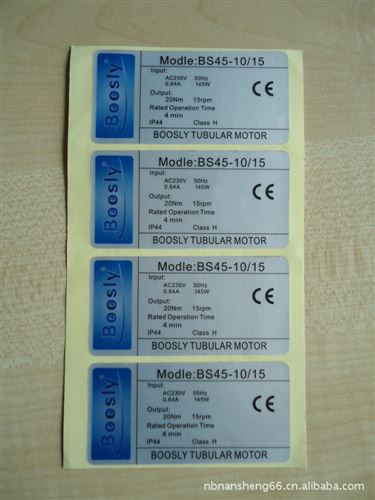 Boosly
Modle:BS45-10/15
Input:
AC230V 50Hz
0.64A 145W
Output:
20Nm 15rpm
Rated Operation Time
4 min
IP44 Class H
CE
BOOSLY TUBULAR MOTOR
Boosly
Modle:BS45-10/15
Input:
AC230V 50Hz
0.64A 145W
Output:
20Nm 15rpm
Rated Operation Time
4 min
IP44 Class H
CE
BOOSLY TUBULAR MOTOR
Boosly
Modle:BS45-10/15
Input:
AC230V 50Hz
0.64A 145W
Output:
20Nm 15rpm
Rated Operation Time
4 min
IP44 Class H
CE
BOOSLY TUBULAR MOTOR
Boosly
Modle:BS45-10/15
Input:
AC230V 50Hz
0.64A 145W
Output:
20Nm 15rpm
Rated Operation Time
4 min
IP44 Class H
CE
BOOSLY TUBULAR MOTOR
nbnansheng66.cn.alibaba.com